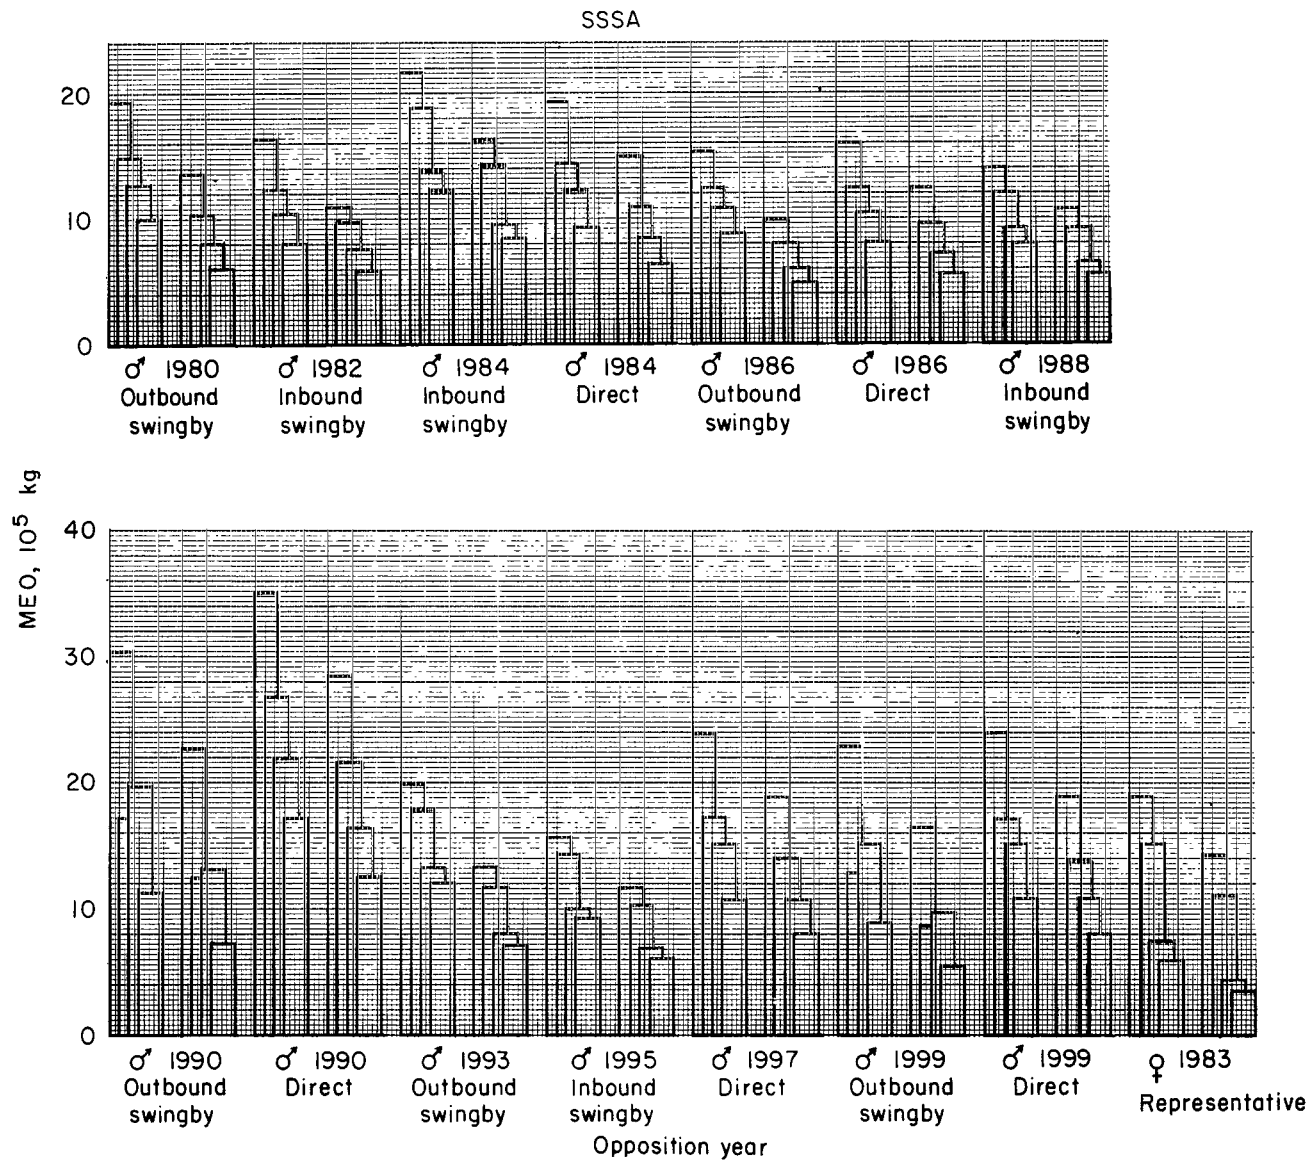 SSSA
20
10
0
♂ 1980 ♂ 1982 ♂ 1984 ♂ 1984 ♂ 1986 ♂ 1986 ♂ 1988
Outbound Inbound Inbound Direct Outbound Direct Inbound
swingby swingby swingby swingby swingby
MEO, 10⁵ kg
40
30
20
10
0
♂ 1990 ♂ 1990 ♂ 1993 ♂ 1995 ♂ 1997 ♂ 1999 ♂ 1999 ♀ 1983
Outbound Direct Outbound Inbound Direct Outbound Direct Representative
swingby swingby swingby swingby
Opposition year